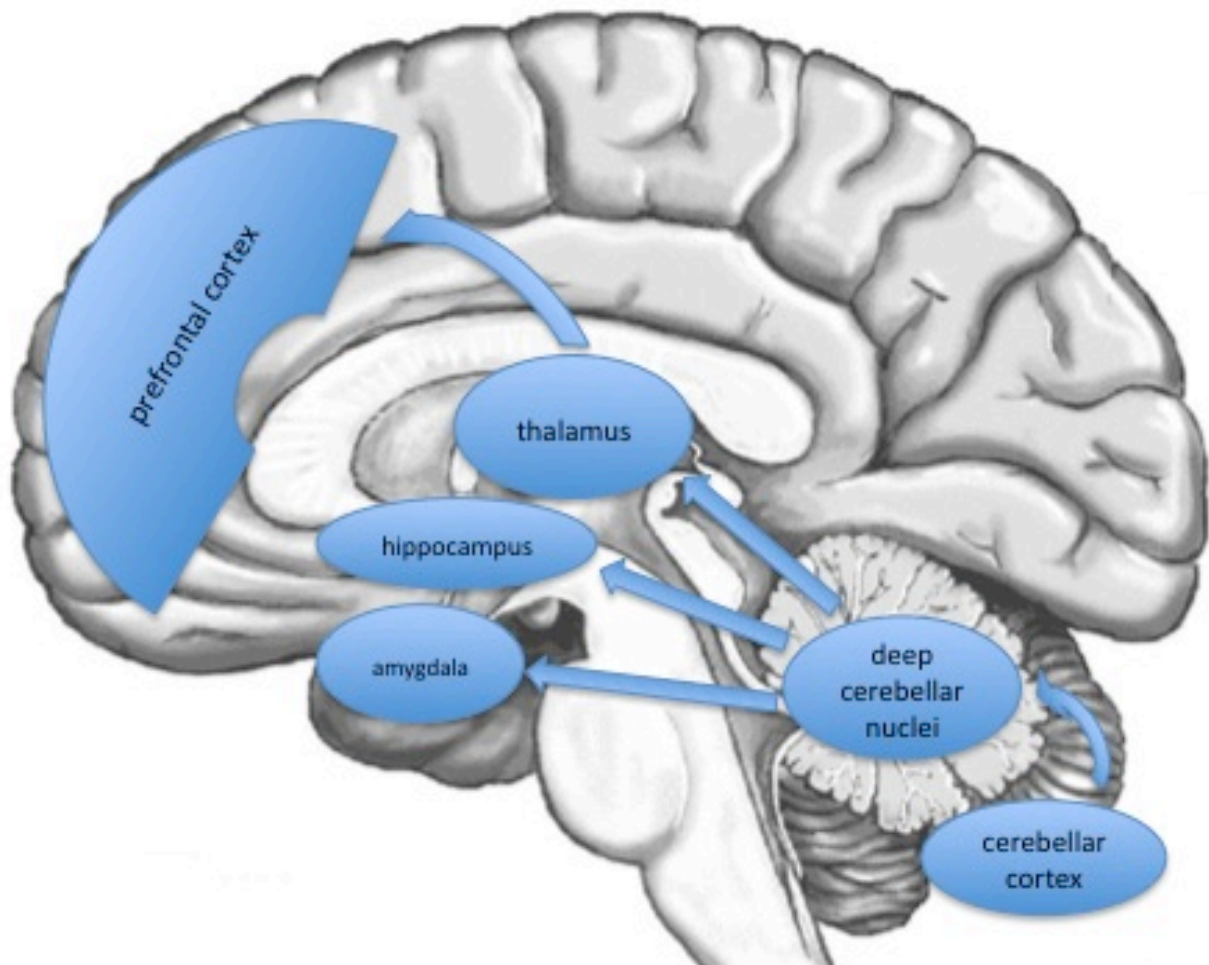 prefrontal cortex
thalamus
hippocampus
amygdala
deep
cerebellar
nuclei
cerebellar
cortex